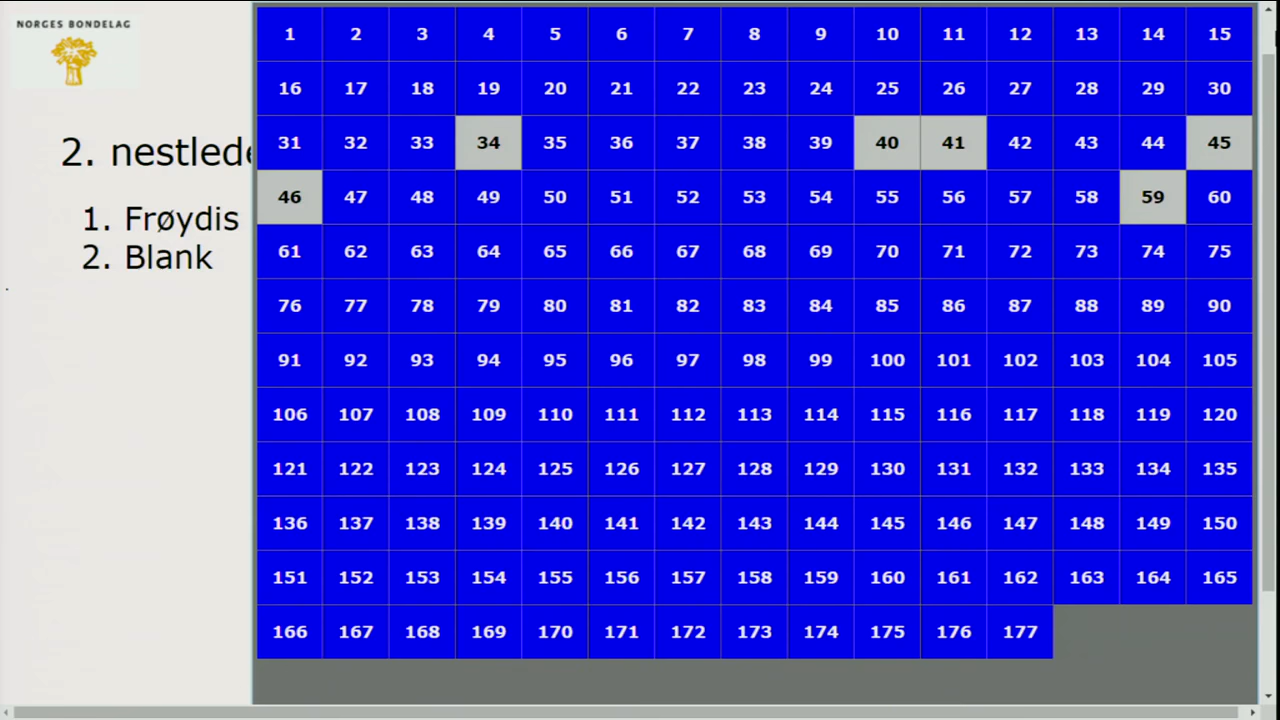 NORGES BONDELAG
2. nestlede
1. Frøydis
2. Blank
1 2 3 4 5 6 7 8 9 10 11 12 13 14 15
16 17 18 19 20 21 22 23 24 25 26 27 28 29 30
31 32 33 34 35 36 37 38 39 40 41 42 43 44 45
46 47 48 49 50 51 52 53 54 55 56 57 58 59 60
61 62 63 64 65 66 67 68 69 70 71 72 73 74 75
76 77 78 79 80 81 82 83 84 85 86 87 88 89 90
91 92 93 94 95 96 97 98 99 100 101 102 103 104 105
106 107 108 109 110 111 112 113 114 115 116 117 118 119 120
121 122 123 124 125 126 127 128 129 130 131 132 133 134 135
136 137 138 139 140 141 142 143 144 145 146 147 148 149 150
151 152 153 154 155 156 157 158 159 160 161 162 163 164 165
166 167 168 169 170 171 172 173 174 175 176 177